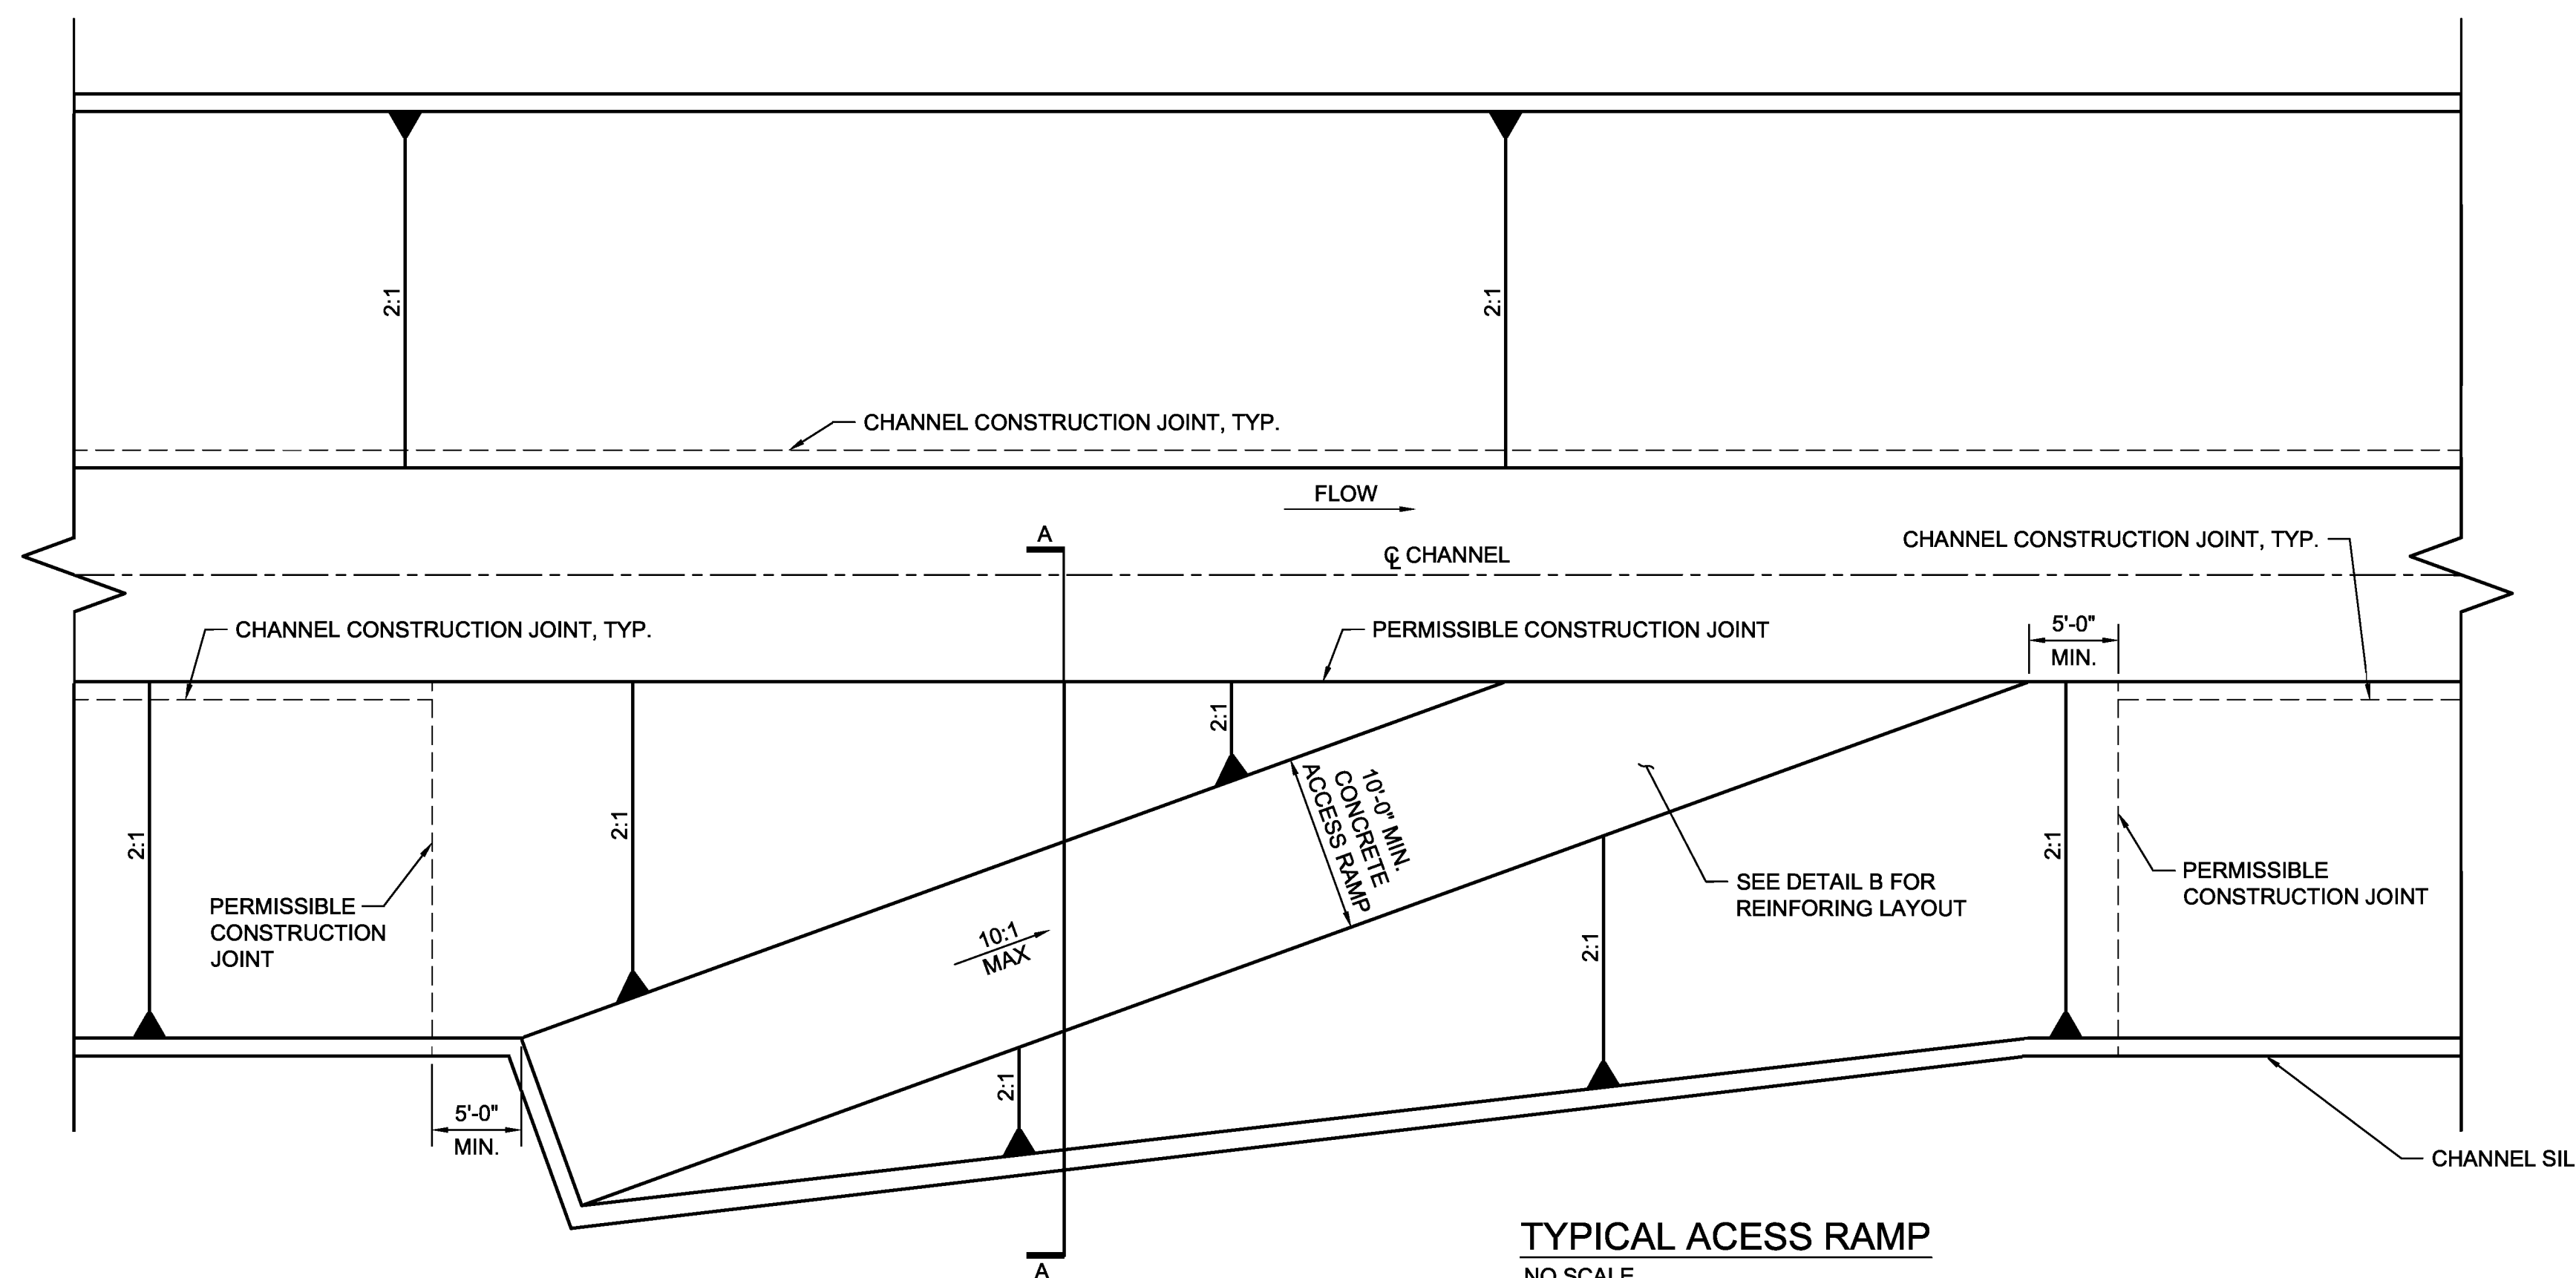 2:1
2:1
CHANNEL CONSTRUCTION JOINT, TYP.
FLOW
A
℄ CHANNEL
CHANNEL CONSTRUCTION JOINT, TYP.
CHANNEL CONSTRUCTION JOINT, TYP.
PERMISSIBLE CONSTRUCTION JOINT
5'-0"
MIN.
2:1
2:1
2:1
10'-0" MIN.
CONCRETE
ACCESS RAMP
2:1
PERMISSIBLE
CONSTRUCTION JOINT
SEE DETAIL B FOR
REINFORING LAYOUT
PERMISSIBLE
CONSTRUCTION
JOINT
10:1
MAX
2:1
2:1
5'-0"
MIN.
CHANNEL SIL
TYPICAL ACESS RAMP
A
NO SCALE